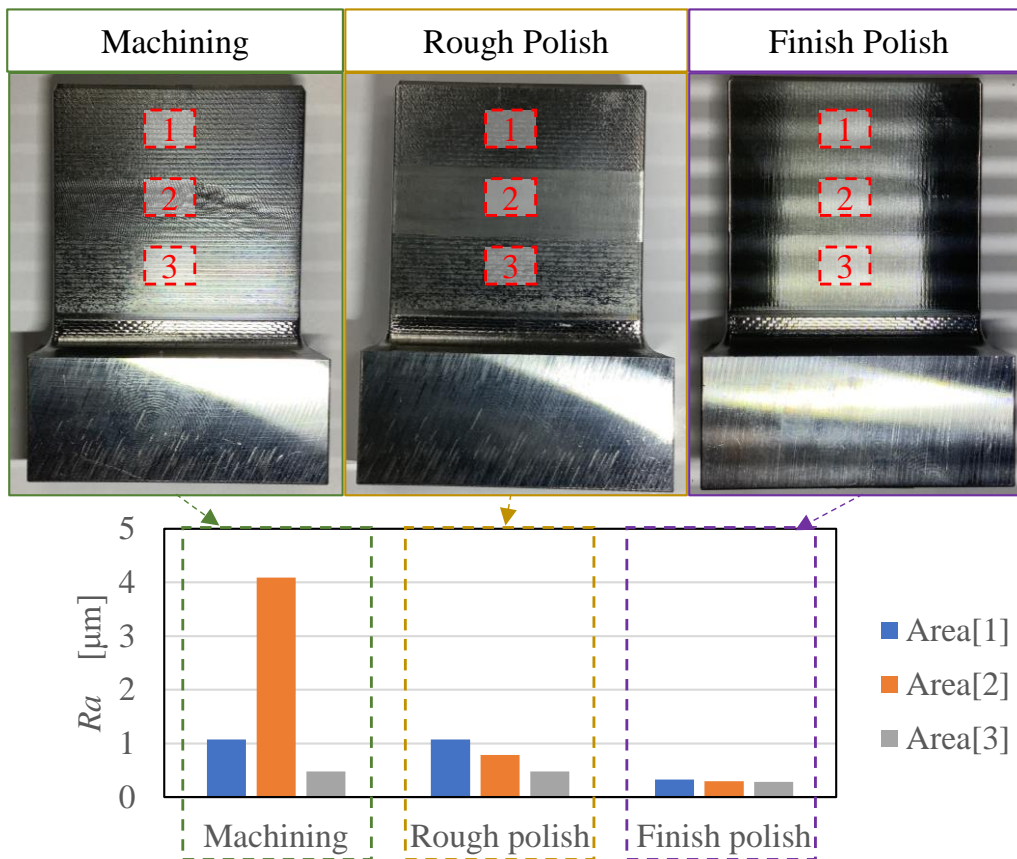 Machining
Rough Polish
Finish Polish
1
1
1
2
2
2
3
3
3
5
4
3
2
1
0
Ra [μm]
Area[1]
Area[2]
Area[3]
Machining
Rough polish
Finish polish